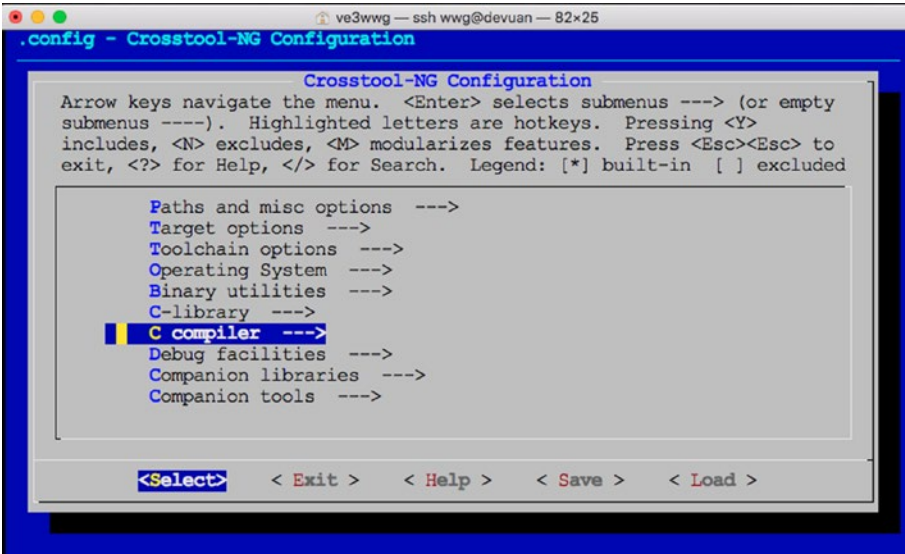 ve3wwg — ssh wwg@devuan — 82×25
.config - Crosstool-NG Configuration
Crosstool-NG Configuration
Arrow keys navigate the menu.  <Enter> selects submenus ---> (or empty
submenus ----).  Highlighted letters are hotkeys.  Pressing <Y>
includes, <N> excludes, <M> modularizes features.  Press <Esc><Esc> to
exit, <?> for Help, </> for Search.  Legend: [*] built-in  [ ] excluded
Paths and misc options  --->
Target options  --->
Toolchain options  --->
Operating System  --->
Binary utilities  --->
C-library  --->
C compiler  --->
Debug facilities  --->
Companion libraries  --->
Companion tools  --->
<Select>    < Exit >    < Help >    < Save >    < Load >